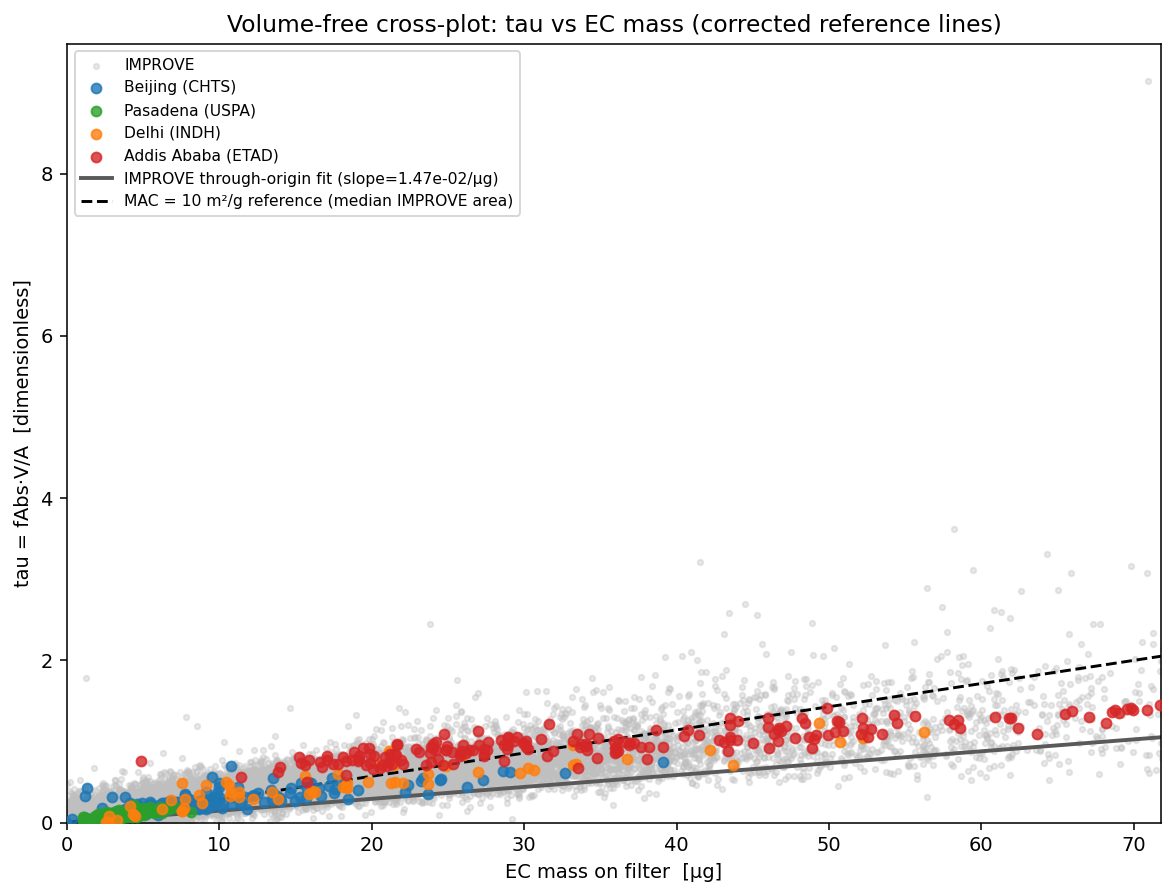 Volume-free cross-plot: tau vs EC mass (corrected reference lines)
IMPROVE
Beijing (CHTS)
Pasadena (USPA)
Delhi (INDH)
Addis Ababa (ETAD)
IMPROVE through-origin fit (slope=1.47e-02/µg)
MAC = 10 m²/g reference (median IMPROVE area)
tau = fAbs·V/A [dimensionless]
8
6
4
2
0
0 10 20 30 40 50 60 70
EC mass on filter [µg]